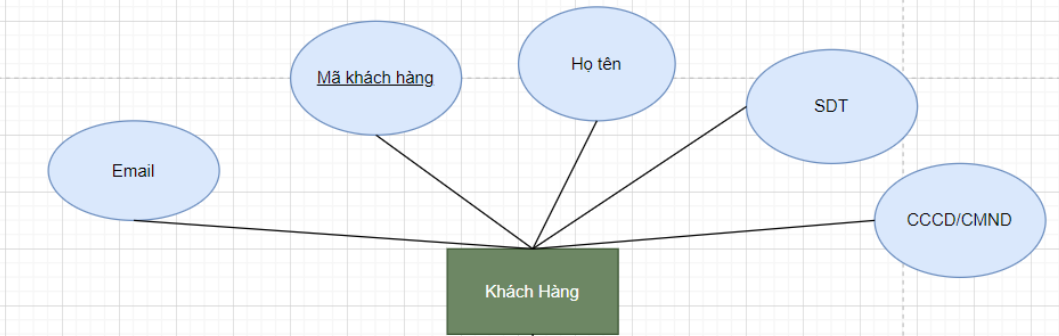 Họ tên
Mã khách hàng
SDT
Email
CCCD/CMND
Khách Hàng